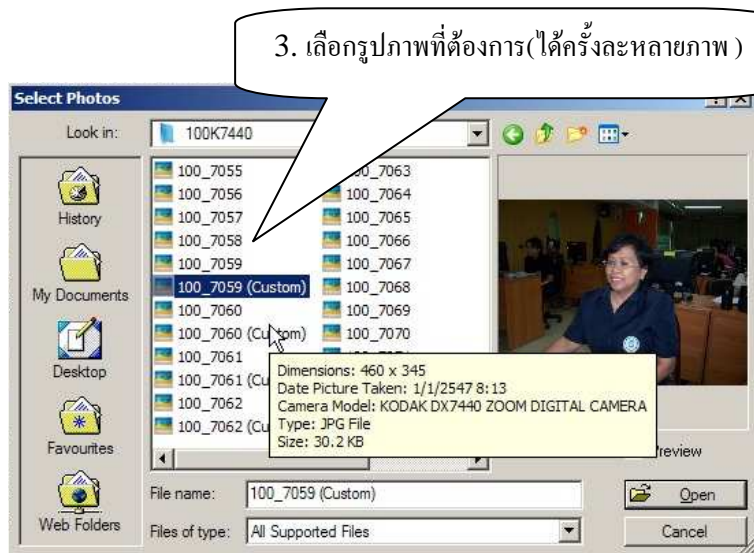 3. เลือกรูปภาพที่ต้องการ(ได้ครั้งละหลายภาพ )
Select Photos
Look in:
100K7440
History
My Documents
Desktop
Favourites
Web Folders
100_7055
100_7056
100_7057
100_7058
100_7059
100_7059 (Custom)
100_7060
100_7060 (Custom)
100_7061
100_7061 (Cu
100_7062
100_7062 (Cu
00_7063
100_7064
100_7065
100_7066
100_7067
100_7068
100_7069
100_7070
Dimensions: 460 x 345
Date Picture Taken: 1/1/2547 8:13
Camera Model: KODAK DX7440 ZOOM DIGITAL CAMERA
Type: JPG File
Size: 30.2 KB
review
File name:
100_7059 (Custom)
Open
Files of type:
All Supported Files
Cancel